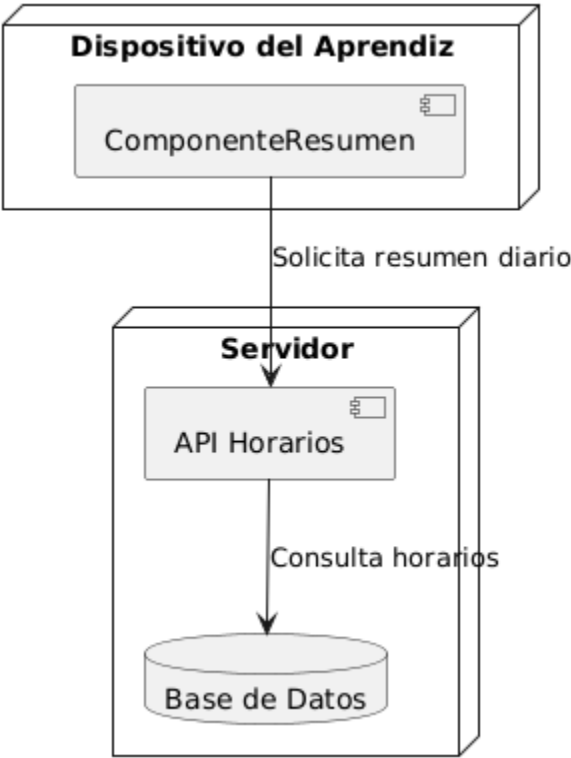 Dispositivo del Aprendiz
ComponenteResumen
Solicita resumen diario
Servidor
API Horarios
Consulta horarios
Base de Datos